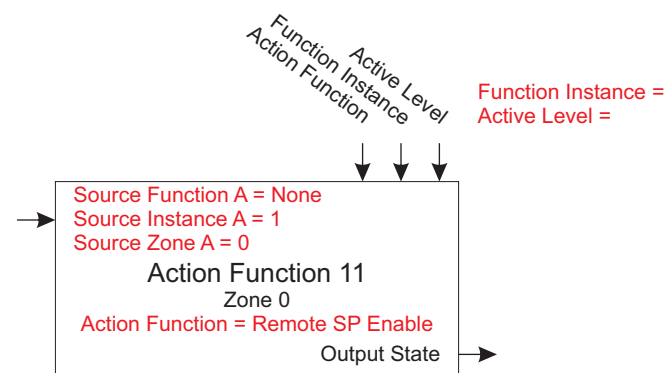 Function Instance
Action Function
Active Level
Function Instance =
Active Level =
Source Function A = None
Source Instance A = 1
Source Zone A = 0
Action Function 11
Zone 0
Action Function = Remote SP Enable
Output State